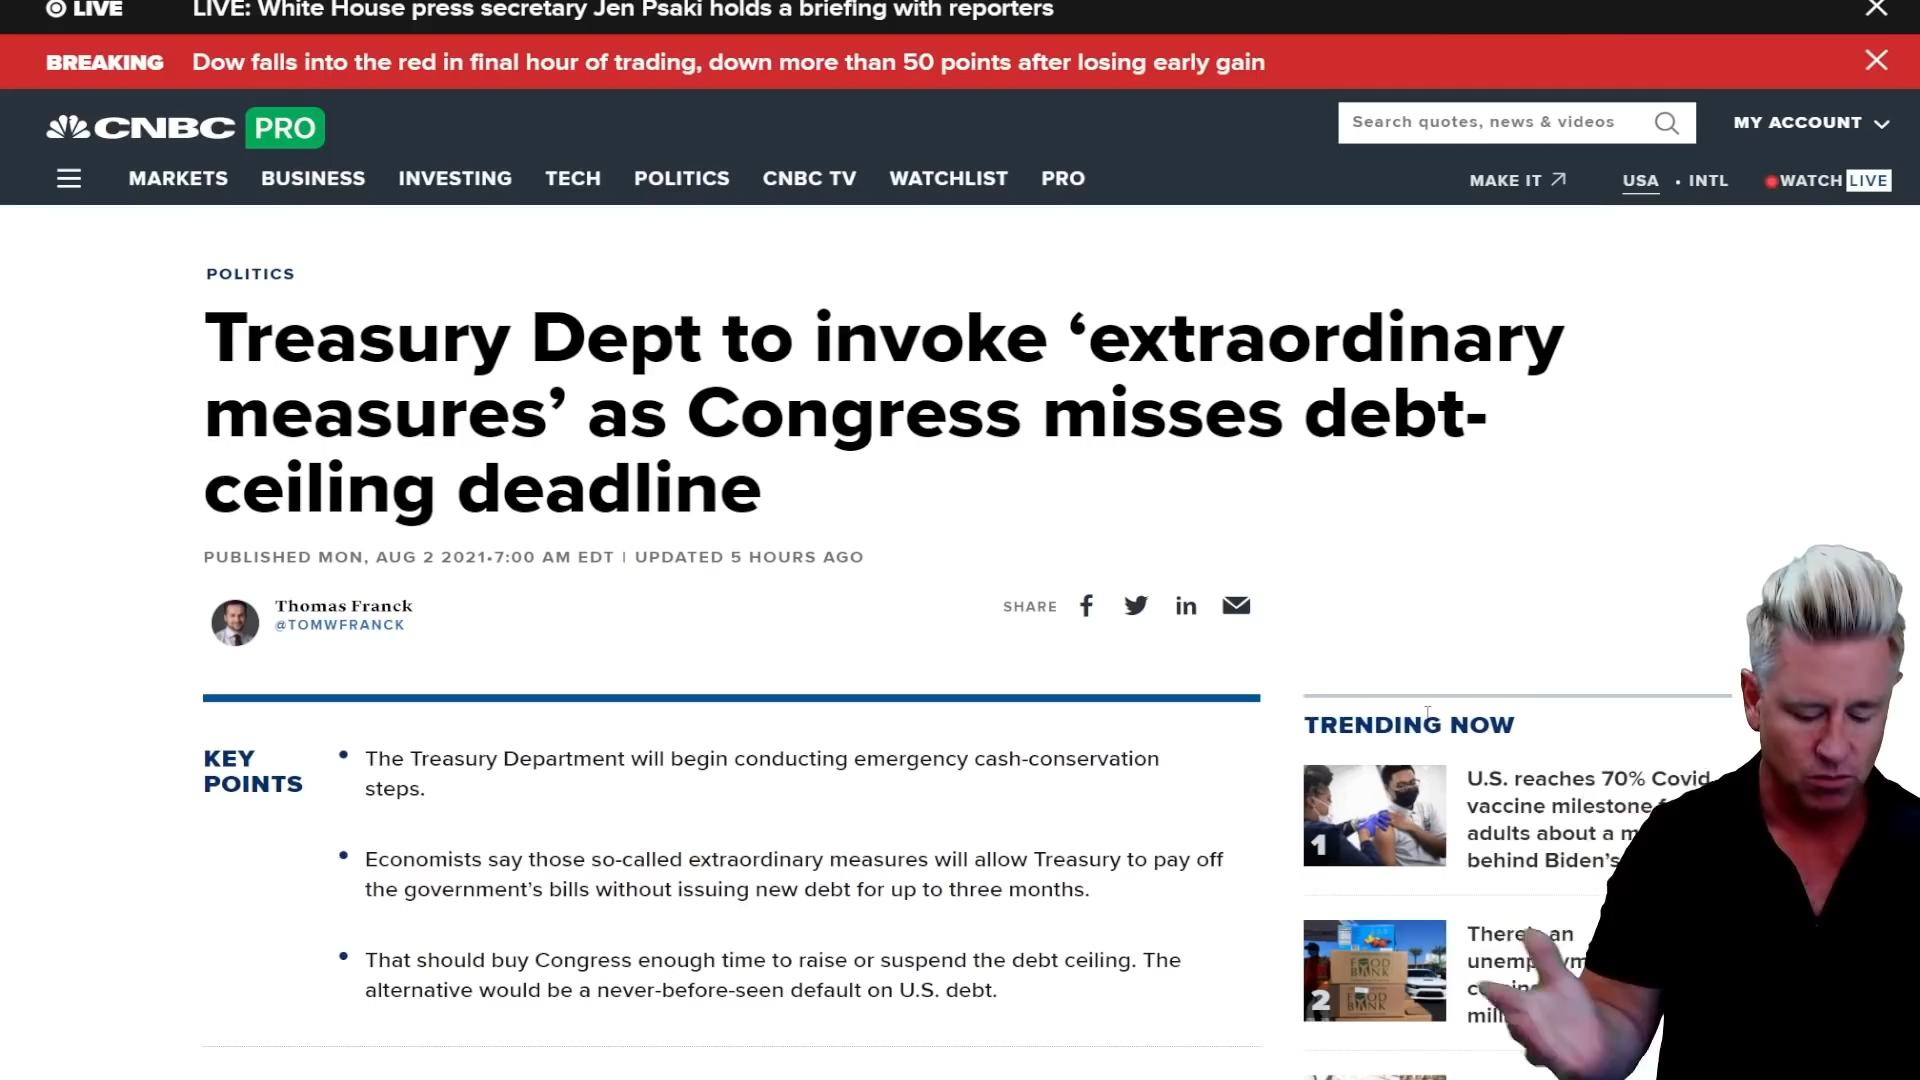 LIVE LIVE: White House press secretary Jen Psaki holds a briefing with reporters
BREAKING Dow falls into the red in final hour of trading, down more than 50 points after losing early gain
CNBC PRO
Search quotes, news & videos
MY ACCOUNT
MARKETS BUSINESS INVESTING TECH POLITICS CNBC TV WATCHLIST PRO
MAKE IT USA • INTL WATCH LIVE
POLITICS
Treasury Dept to invoke ‘extraordinary
measures’ as Congress misses debt-
ceiling deadline
PUBLISHED MON, AUG 2 2021•7:00 AM EDT | UPDATED 5 HOURS AGO
Thomas Franck
@TOMWFRANCK
SHARE
KEY
POINTS
• The Treasury Department will begin conducting emergency cash-conservation
steps.
• Economists say those so-called extraordinary measures will allow Treasury to pay off
the government’s bills without issuing new debt for up to three months.
• That should buy Congress enough time to raise or suspend the debt ceiling. The
alternative would be a never-before-seen default on U.S. debt.
TRENDING NOW
1
U.S. reaches 70% Covid
vaccine milestone
adults about a
behind Biden’s
FOOD
BANK
FOOD
BANK
2
an